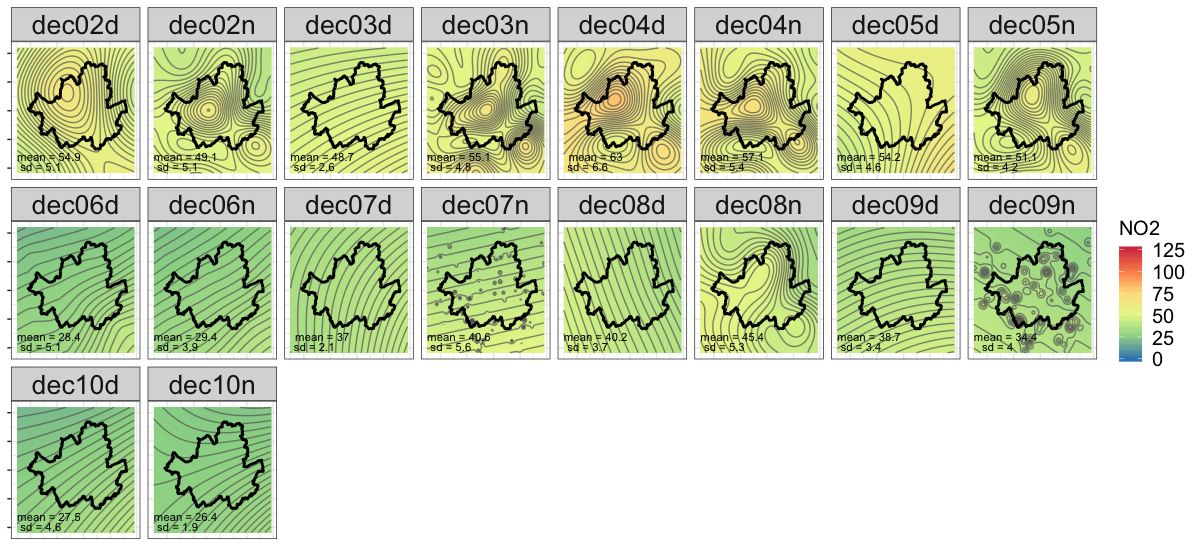 dec02d dec02n dec03d dec03n dec04d dec04n dec05d dec05n
mean = 54.9 mean = 49.1 mean = 48.7 mean = 55.1 mean = 63 mean = 57.1 mean = 54.2 mean = 51.1
sd = 5.1 sd = 5.1 sd = 2.6 sd = 4.8 sd = 6.6 sd = 5.4 sd = 4.6 sd = 4.2
dec06d dec06n dec07d dec07n dec08d dec08n dec09d dec09n
mean = 28.4 mean = 29.4 mean = 37 mean = 40.6 mean = 40.2 mean = 45.4 mean = 38.7 mean = 34.4
sd = 5.1 sd = 3.9 sd = 2.1 sd = 5.6 sd = 3.7 sd = 5.3 sd = 3.4 sd = 4
NO2
125
100
75
50
25
0
dec10d dec10n
mean = 27.5 mean = 26.4
sd = 4.6 sd = 1.9